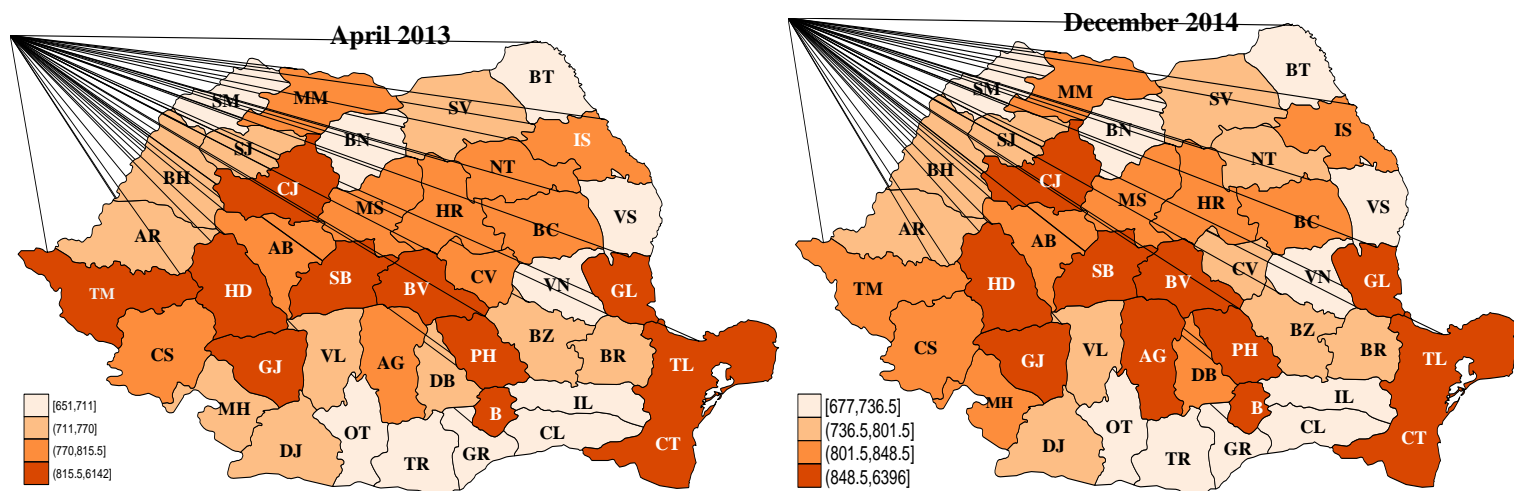 April 2013
BT
SM
MM
SV
IS
BN
SJ
NT
BH
CJ
MS
HR
VS
BC
AR
AB
SB
CV
VN
TM
HD
BV
GL
CS
GJ
VL
AG
DB
PH
BZ
BR
TL
MH
B
IL
DJ
OT
TR
GR
CL
CT
[651,711]
(711,770]
(770,815.5]
(815.5,6142]
December 2014
BT
SM
MM
SV
IS
BN
SJ
NT
BH
CJ
MS
HR
VS
BC
AR
AB
SB
CV
VN
TM
HD
BV
GL
CS
GJ
VL
AG
DB
PH
BZ
BR
TL
MH
B
IL
DJ
OT
TR
GR
CL
CT
[677,736.5]
(736.5,801.5]
(801.5,848.5]
(848.5,6396]